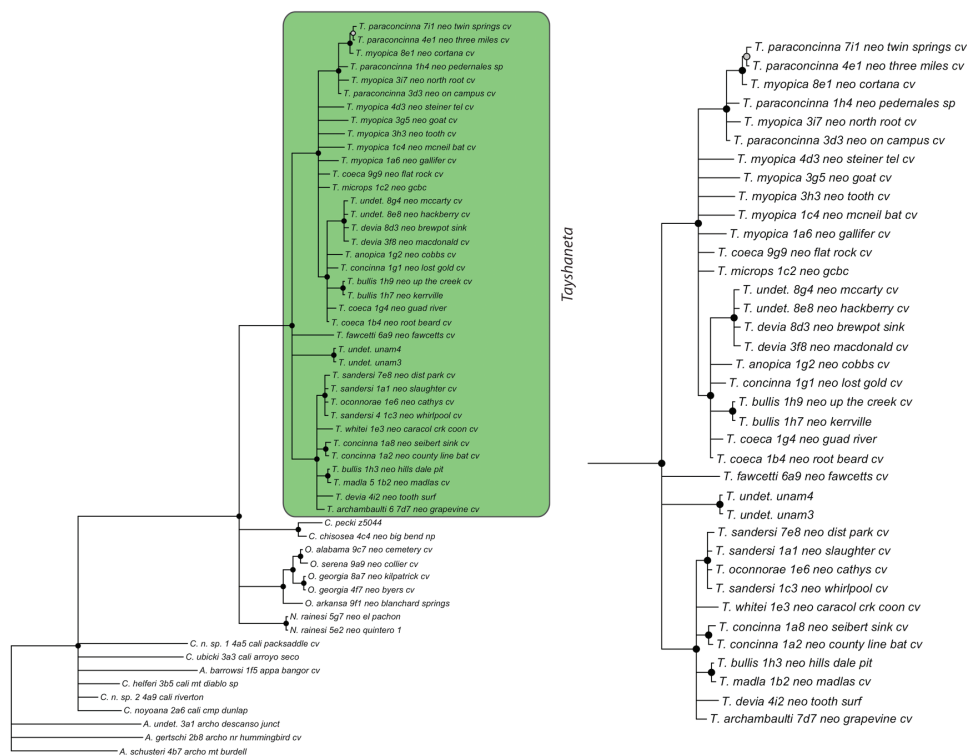 T. paraconcinna 7i1 neo twin springs cv
T. paraconcinna 4e1 neo three miles cv
T. myopica 8e1 neo cortana cv
T. paraconcinna 1h4 neo pedernales sp
T. myopica 3i7 neo north root cv
T. paraconcinna 3d3 neo on campus cv
T. myopica 4d3 neo steiner tel cv
T. myopica 3g5 neo goat cv
T. myopica 3h3 neo tooth cv
T. myopica 1c4 neo mcneil bat cv
T. myopica 1a6 neo gallifer cv
T. coeca 9g9 neo flat rock cv
T. microps 1c2 neo gcbc
T. undet. 8g4 neo mccarty cv
T. undet. 8e8 neo hackberry cv
T. devia 8d3 neo brewpot sink
T. devia 3f8 neo macdonald cv
T. anopica 1g2 neo cobbs cv
T. concinna 1g1 neo lost gold cv
T. bullis 1h9 neo up the creek cv
T. bullis 1h7 neo kerrville
T. coeca 1g4 neo guad river
T. coeca 1b4 neo root beard cv
T. fawcetti 6a9 neo fawcetts cv
T. undet. unam4
T. undet. unam3
T. sandersi 7e8 neo dist park cv
T. sandersi 1a1 neo slaughter cv
T. oconnorae 1e6 neo cathys cv
T. sandersi 4 1c3 neo whirlpool cv
T. whitei 1e3 neo caracol crk coon cv
T. concinna 1a8 neo seibert sink cv
T. concinna 1a2 neo county line bat cv
T. bullis 1h3 neo hills dale pit
T. madla 5 1b2 neo madlas cv
T. devia 4i2 neo tooth surf
T. archambaulti 6 7d7 neo grapevine cv
C. pecki z5044
C. chisosea 4c4 neo big bend np
O. alabama 9c7 neo cemetery cv
O. serena 9a9 neo collier cv
O. georgia 8a7 neo kilpatrick cv
O. georgia 4f7 neo byers cv
O. arkansa 9f1 neo blanchard springs
N. rainesi 5g7 neo el pachon
N. rainesi 5e2 neo quintero 1
C. n. sp. 1 4a5 cali packsaddle cv
C. ubicki 3a3 cali arroyo seco
A. barrowsi 1f5 appa bangor cv
C. helferi 3b5 cali mt diablo sp
C. n. sp. 2 4a9 cali riverton
C. noyoana 2a6 cali cmp dunlap
A. undet. 3a1 archo descanso junct
A. gertschi 2b8 archo nr hummingbird cv
A. schusteri 4b7 archo mt burdell
Tayshaneta
T. paraconcinna 7i1 neo twin springs cv
T. paraconcinna 4e1 neo three miles cv
T. myopica 8e1 neo cortana cv
T. paraconcinna 1h4 neo pedernales sp
T. myopica 3i7 neo north root cv
T. paraconcinna 3d3 neo on campus cv
T. myopica 4d3 neo steiner tel cv
T. myopica 3g5 neo goat cv
T. myopica 3h3 neo tooth cv
T. myopica 1c4 neo mcneil bat cv
T. myopica 1a6 neo gallifer cv
T. coeca 9g9 neo flat rock cv
T. microps 1c2 neo gcbc
T. undet. 8g4 neo mccarty cv
T. undet. 8e8 neo hackberry cv
T. devia 8d3 neo brewpot sink
T. devia 3f8 neo macdonald cv
T. anopica 1g2 neo cobbs cv
T. concinna 1g1 neo lost gold cv
T. bullis 1h9 neo up the creek cv
T. bullis 1h7 neo kerrville
T. coeca 1g4 neo guad river
T. coeca 1b4 neo root beard cv
T. fawcetti 6a9 neo fawcetts cv
T. undet. unam4
T. undet. unam3
T. sandersi 7e8 neo dist park cv
T. sandersi 1a1 neo slaughter cv
T. oconnorae 1e6 neo cathys cv
T. sandersi 1c3 neo whirlpool cv
T. whitei 1e3 neo caracol crk coon cv
T. concinna 1a8 neo seibert sink cv
T. concinna 1a2 neo county line bat cv
T. bullis 1h3 neo hills dale pit
T. madla 1b2 neo madlas cv
T. devia 4i2 neo tooth surf
T. archambaulti 7d7 neo grapevine cv